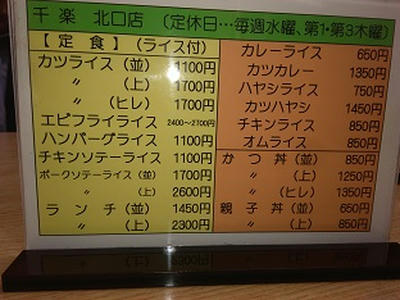 千楽 北口店 (定休日…毎週水曜、第1・第3木曜)
【定食】(ライス付)
カツライス(並) 1100円
〃 (上) 1700円
〃 (ヒレ) 1700円
エビフライライス 2400~2700円
ハンバーグライス 1100円
チキンソテーライス 1100円
ポークソテーライス(並) 1700円
〃 (上) 2600円
ランチ(並) 1450円
〃 (上) 2300円
カレーライス 650円
カツカレー 1350円
ハヤシライス 750円
カツハヤシ 1450円
チキンライス 850円
オムライス 850円
かつ丼(並) 850円
〃 (上) 1250円
〃 (ヒレ) 1350円
親子丼(並) 650円
〃 (上) 850円